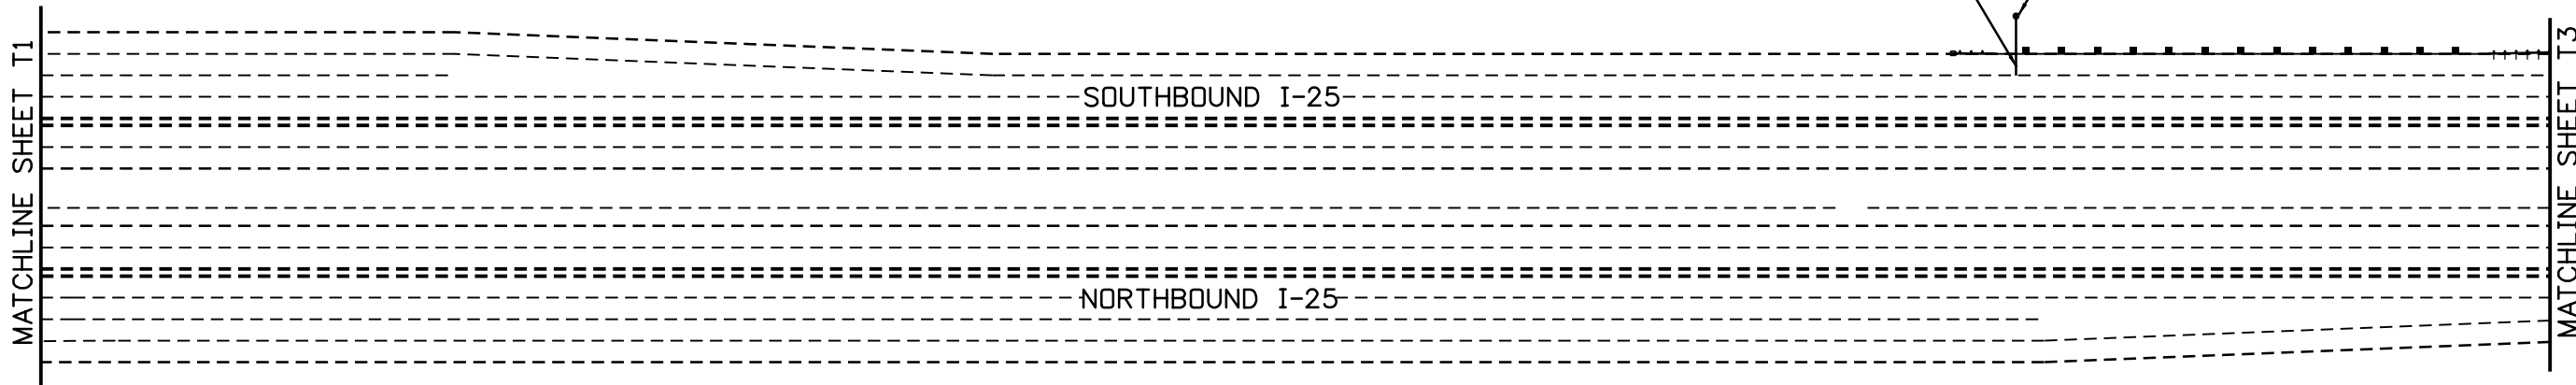 MATCHLINE SHEET T1
SOUTHBOUND I-25
NORTHBOUND I-25
MATCHLINE SHEET T3